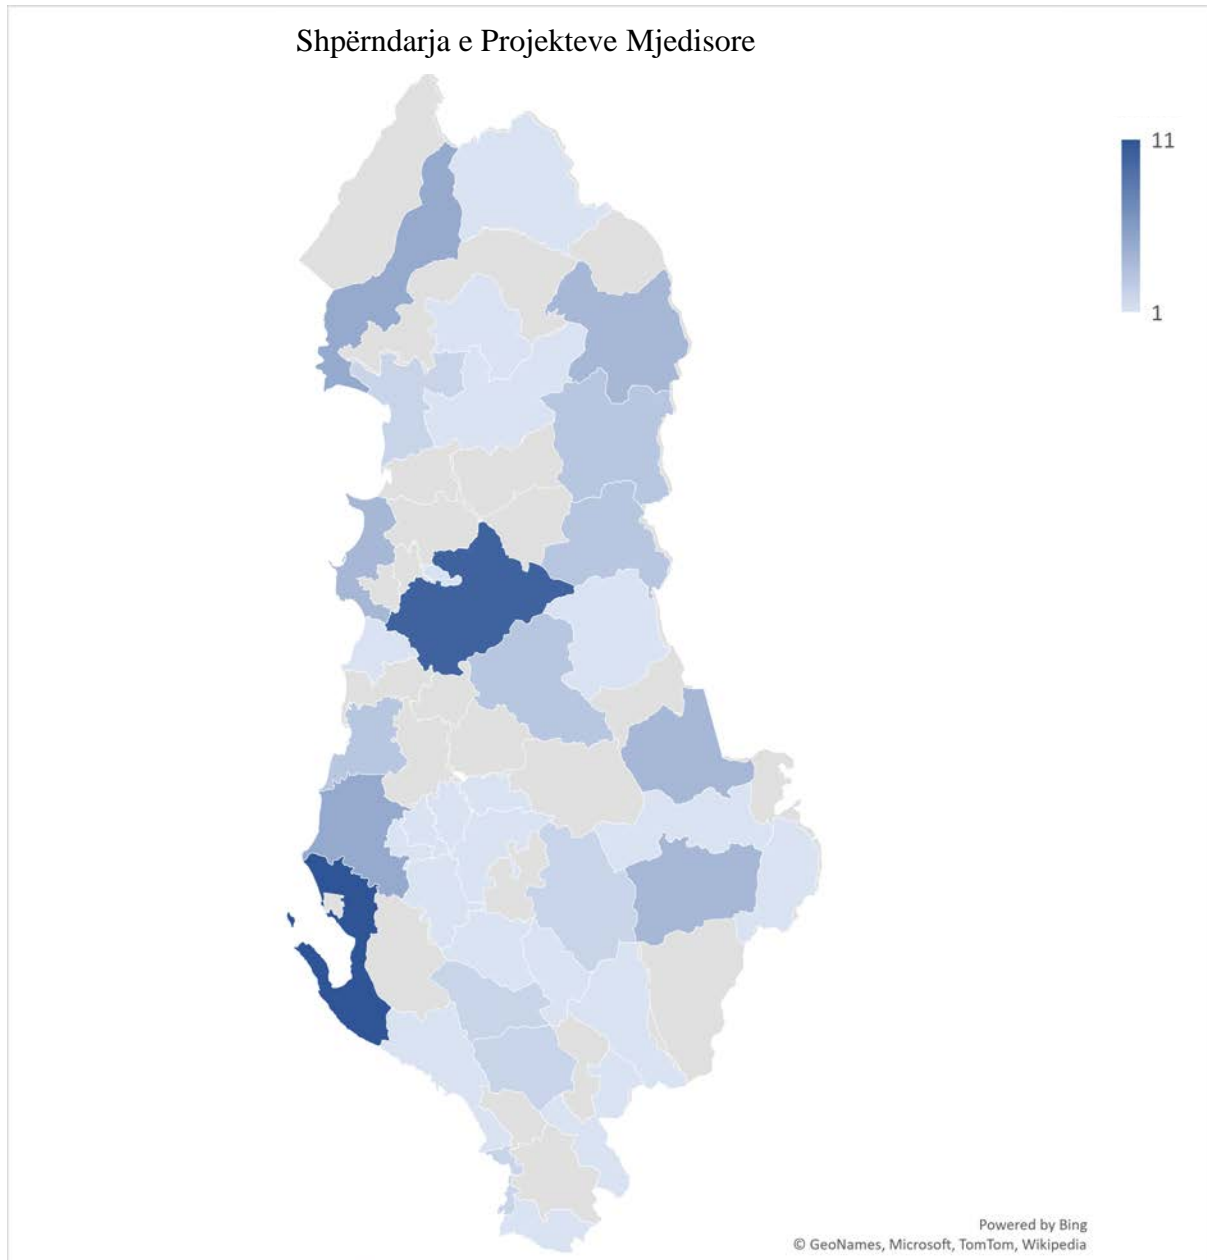 Shpërndarja e Projekteve Mjedisore
11
1
Powered by Bing
© GeoNames, Microsoft, TomTom, Wikipedia